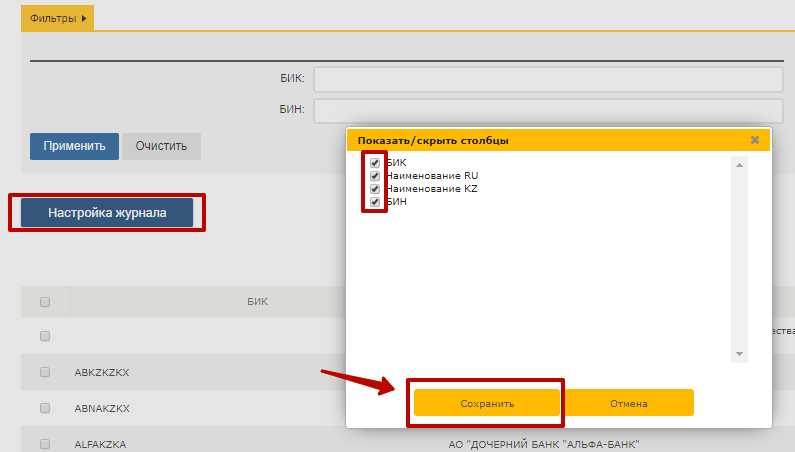 Фильтры
БИК:
БИН:
Применить Очистить
Показать/скрыть столбцы
БИК
Наименование RU
Наименование KZ
БИН
Настройка журнала
БИК
ества
ABKZKZKX
Сохранить Отмена
ABNAKZKX
ALFAKZKA АО "ДОЧЕРНИЙ БАНК "АЛЬФА-БАНК"